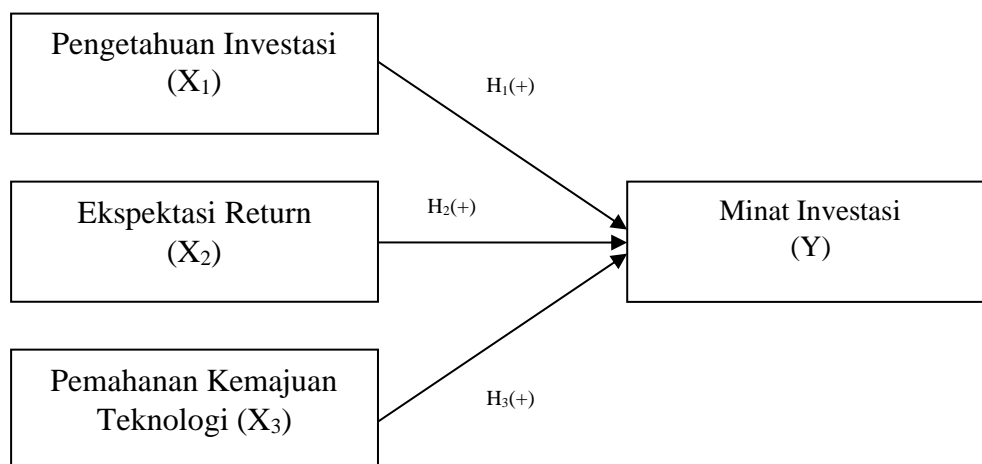 Pengetahuan Investasi
(X₁)
H₁(+)
Ekspektasi Return
(X₂)
H₂(+)
Minat Investasi
(Y)
Pemahanan Kemajuan
Teknologi (X₃)
H₃(+)